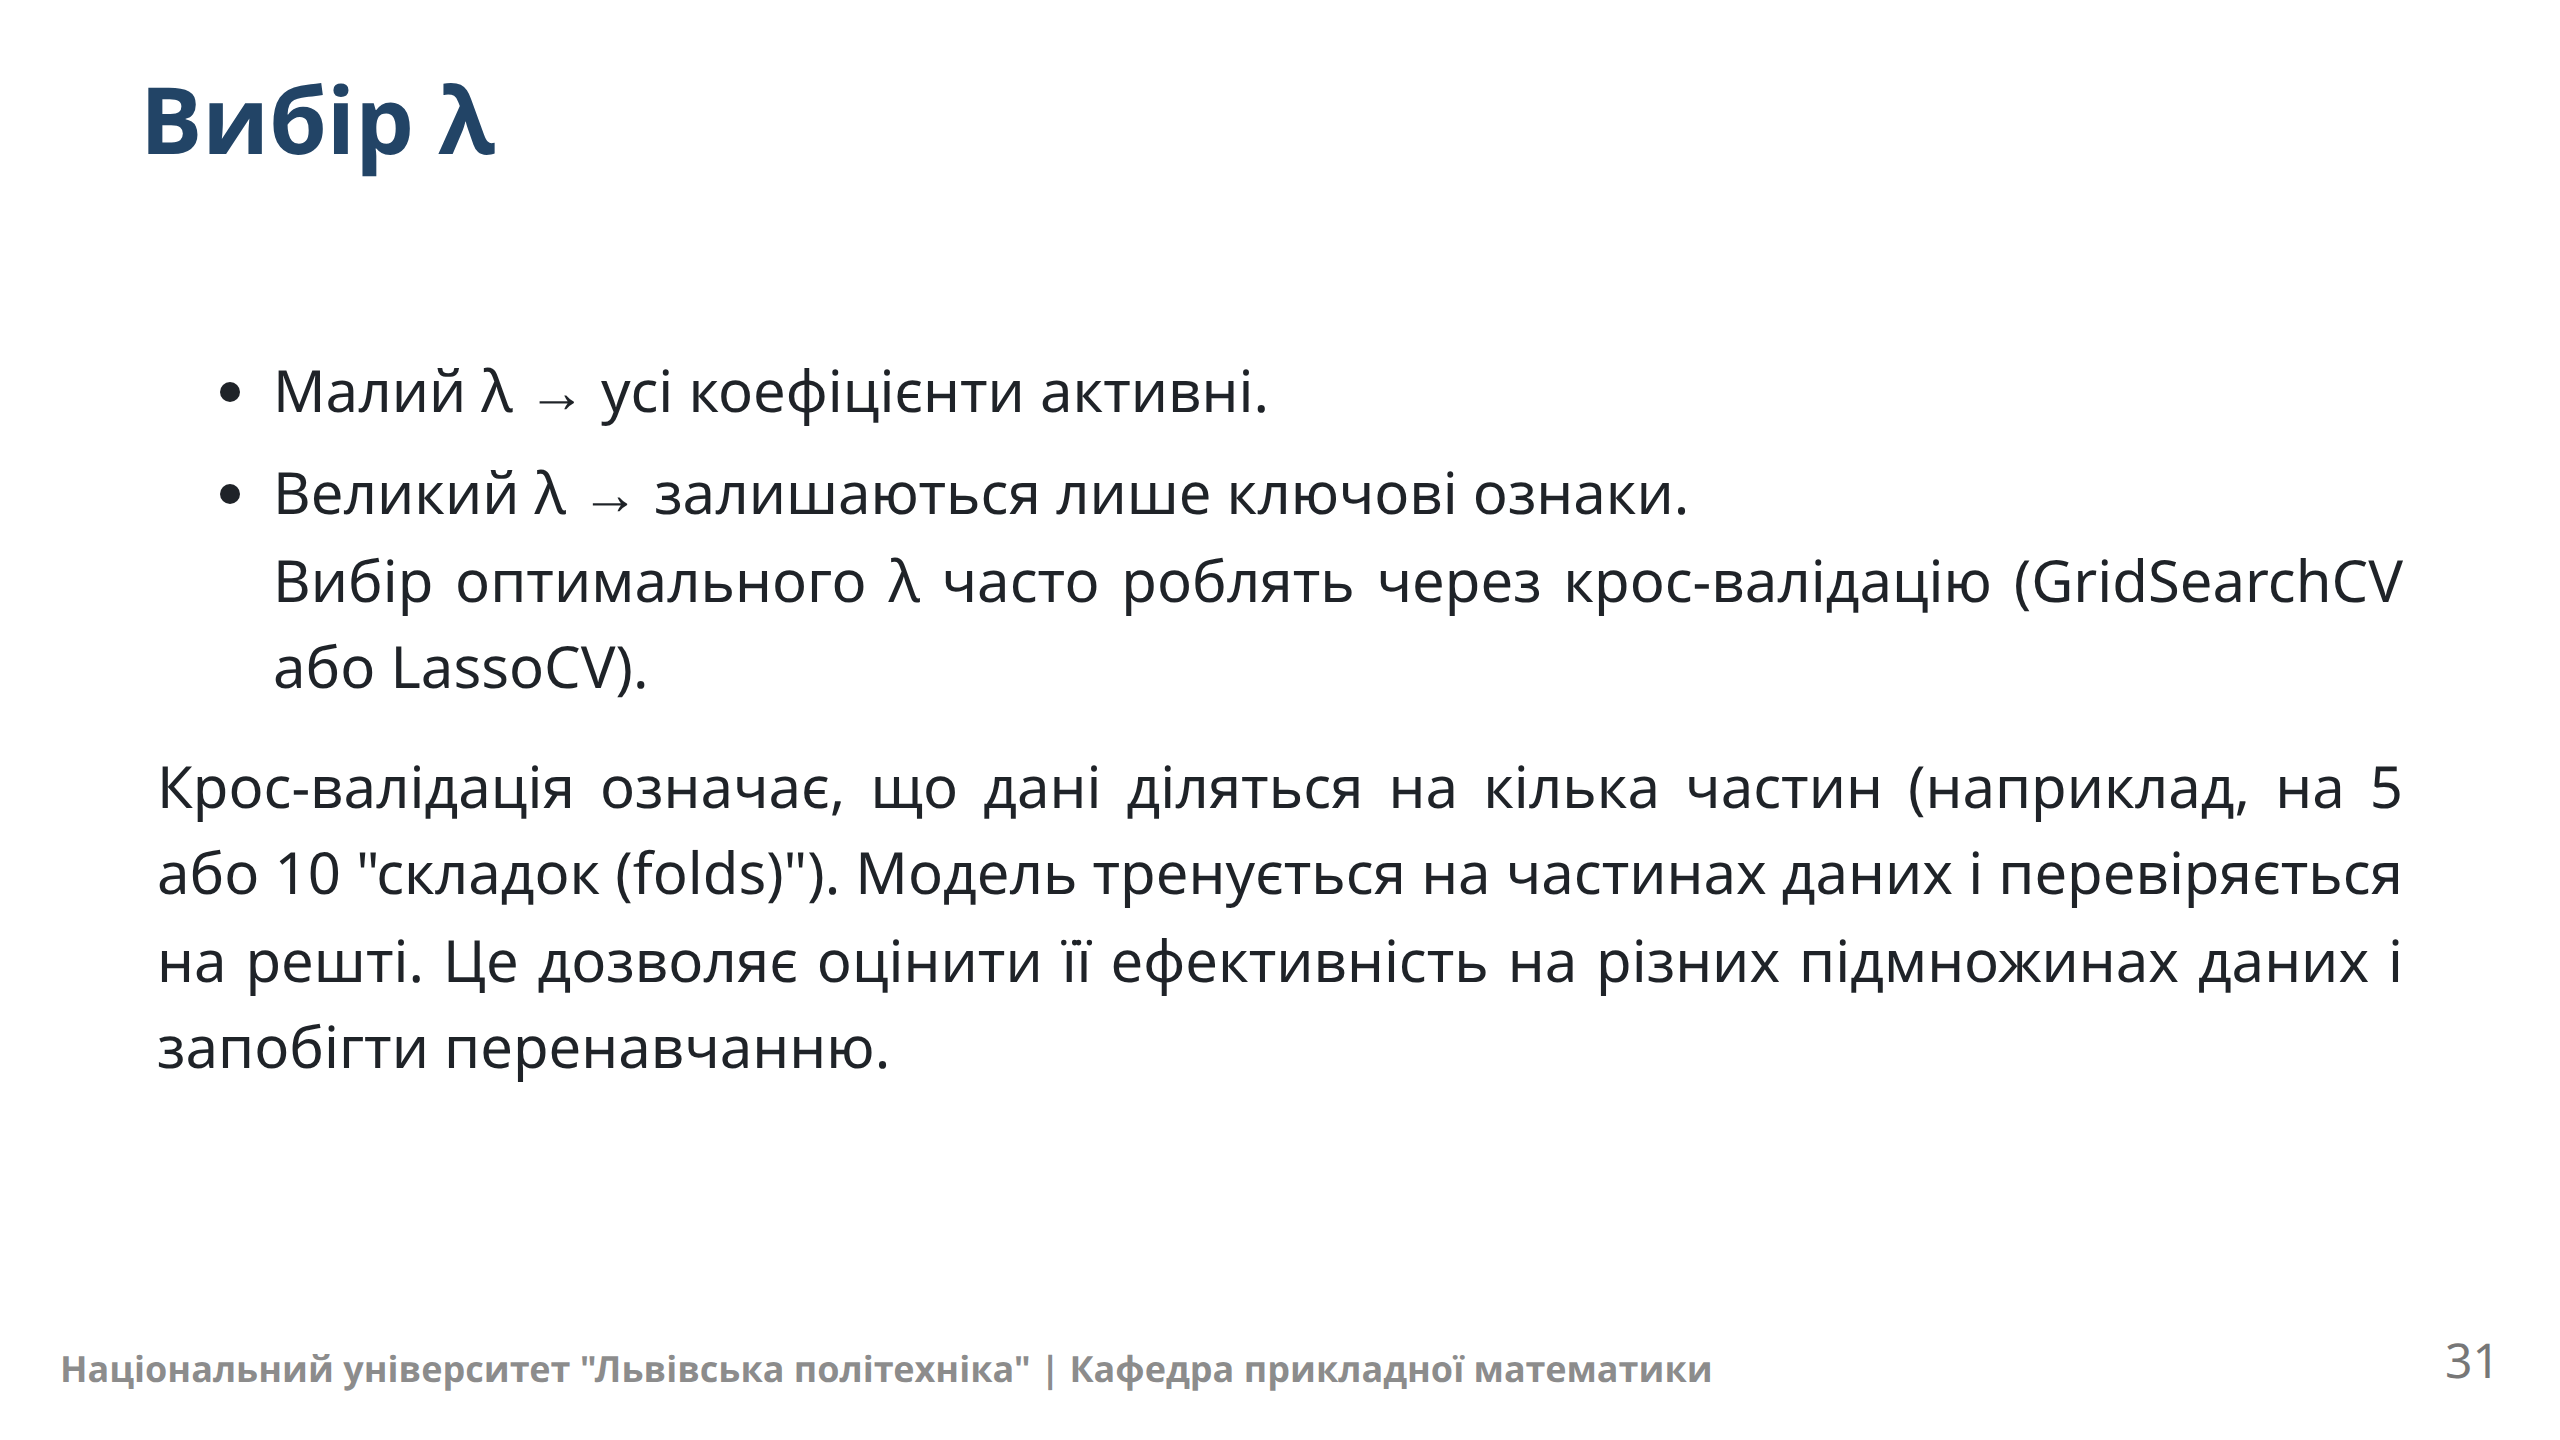 Вибір λ
• Малий λ → усі коефіцієнти активні.
• Великий λ → залишаються лише ключові ознаки.
Вибір оптимального λ часто роблять через крос-валідацію (GridSearchCV
або LassoCV).
Крос-валідація означає, що дані діляться на кілька частин (наприклад, на 5
або 10 "складок (folds)"). Модель тренується на частинах даних і перевіряється
на решті. Це дозволяє оцінити її ефективність на різних підмножинах даних і
запобігти перенавчанню.
Національний університет "Львівська політехніка" | Кафедра прикладної математики
31